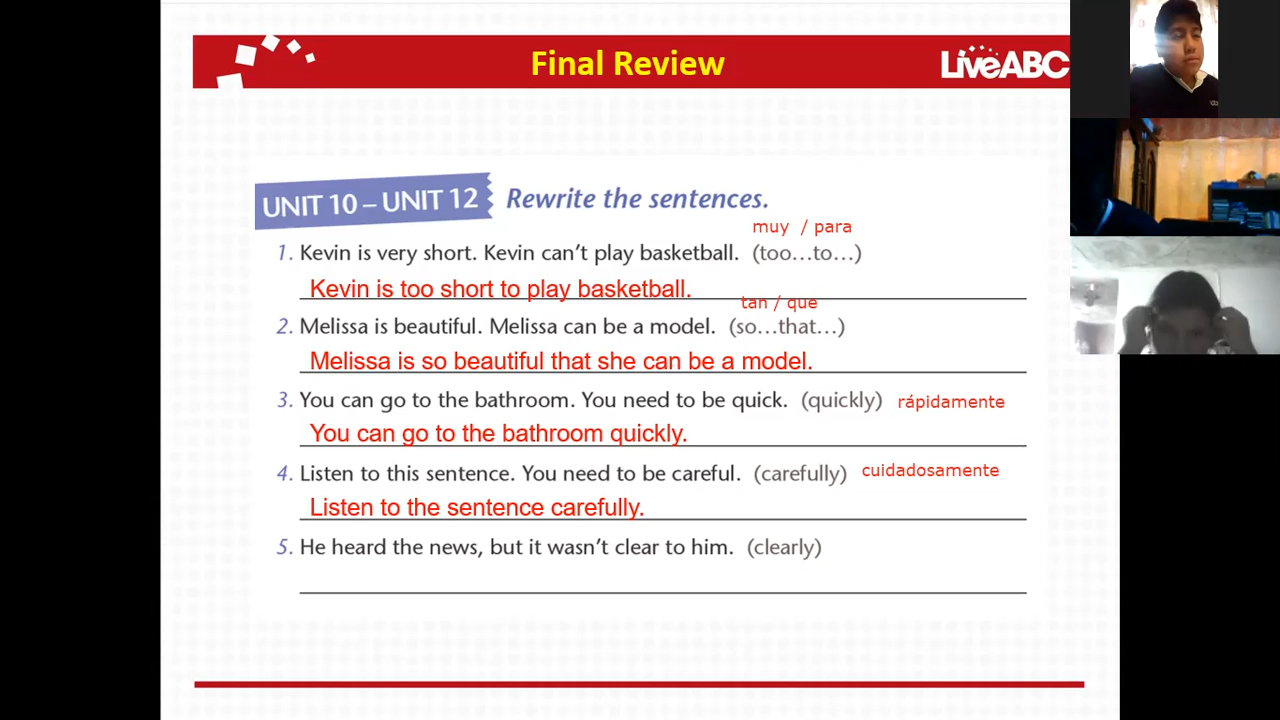 Final Review
LiveABC
UNIT 10 – UNIT 12 Rewrite the sentences.
muy / para
1. Kevin is very short. Kevin can't play basketball. (too...to...)
Kevin is too short to play basketball.
tan / que
2. Melissa is beautiful. Melissa can be a model. (so...that...)
Melissa is so beautiful that she can be a model.
3. You can go to the bathroom. You need to be quick. (quickly) rápidamente
You can go to the bathroom quickly.
4. Listen to this sentence. You need to be careful. (carefully) cuidadosamente
Listen to the sentence carefully.
5. He heard the news, but it wasn't clear to him. (clearly)